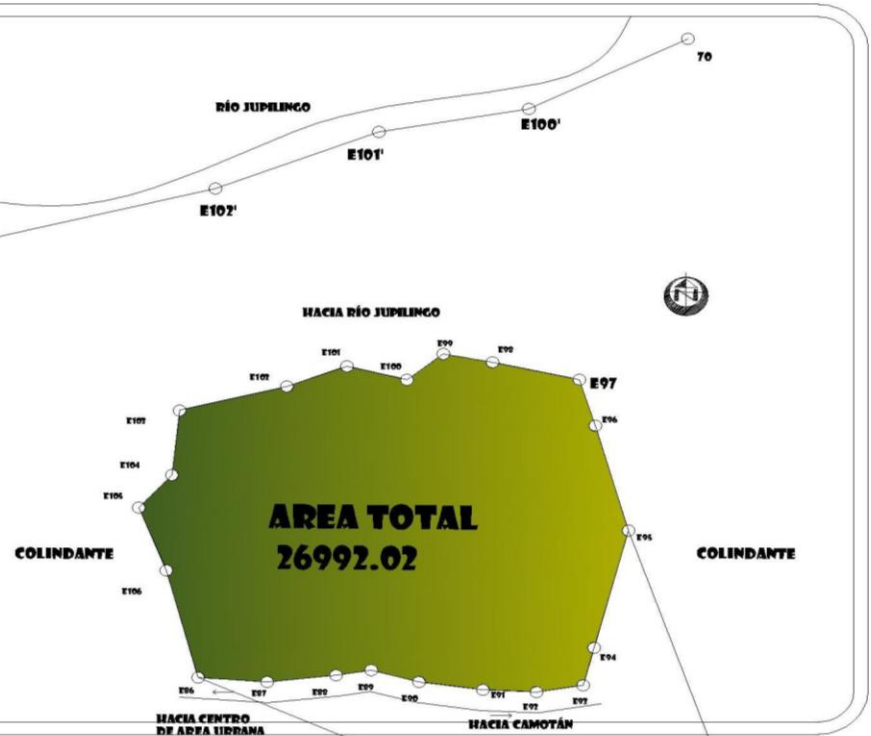 70
RÍO JUPILINGO
E100'
E101'
E102'
N
HACIA RÍO JUPILINGO
E99
E98
E101
E100
E102
E97
E103
E96
E104
E105
AREA TOTAL
26992.02
E95
COLINDANTE
COLINDANTE
E106
E94
E86
E87
E88
E89
E90
E91
E92
E93
HACIA CENTRO
DE AREA URBANA
HACIA CAMOTÁN